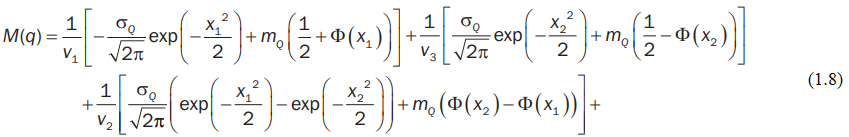 M(q) = 1/v₁ [ −σ_Q/√2π exp(−x₁²/2) + m_Q (1/2 + Φ(x₁)) ] + 1/v₃ [ σ_Q/√2π exp(−x₂²/2) + m_Q (1/2 − Φ(x₂)) ]
+ 1/v₂ [ σ_Q/√2π ( exp(−x₁²/2) − exp(−x₂²/2) ) + m_Q (Φ(x₂) − Φ(x₁)) ] + (1.8)